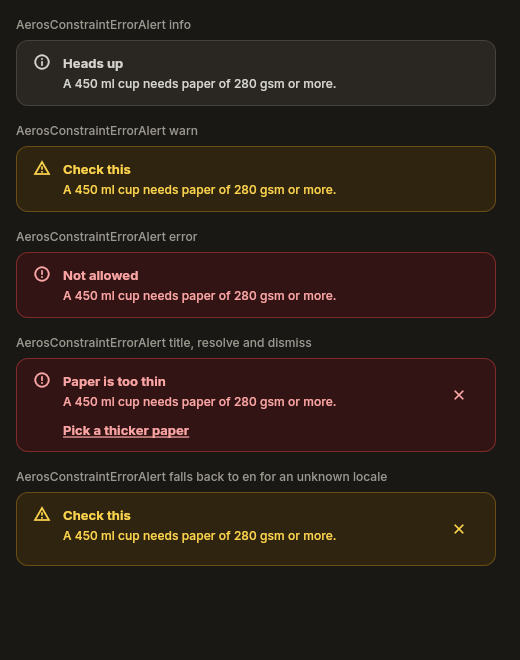 AerosConstraintErrorAlert info
Heads up
A 450 ml cup needs paper of 280 gsm or more.
AerosConstraintErrorAlert warn
Check this
A 450 ml cup needs paper of 280 gsm or more.
AerosConstraintErrorAlert error
Not allowed
A 450 ml cup needs paper of 280 gsm or more.
AerosConstraintErrorAlert title, resolve and dismiss
Paper is too thin
A 450 ml cup needs paper of 280 gsm or more.
Pick a thicker paper
AerosConstraintErrorAlert falls back to en for an unknown locale
Check this
A 450 ml cup needs paper of 280 gsm or more.